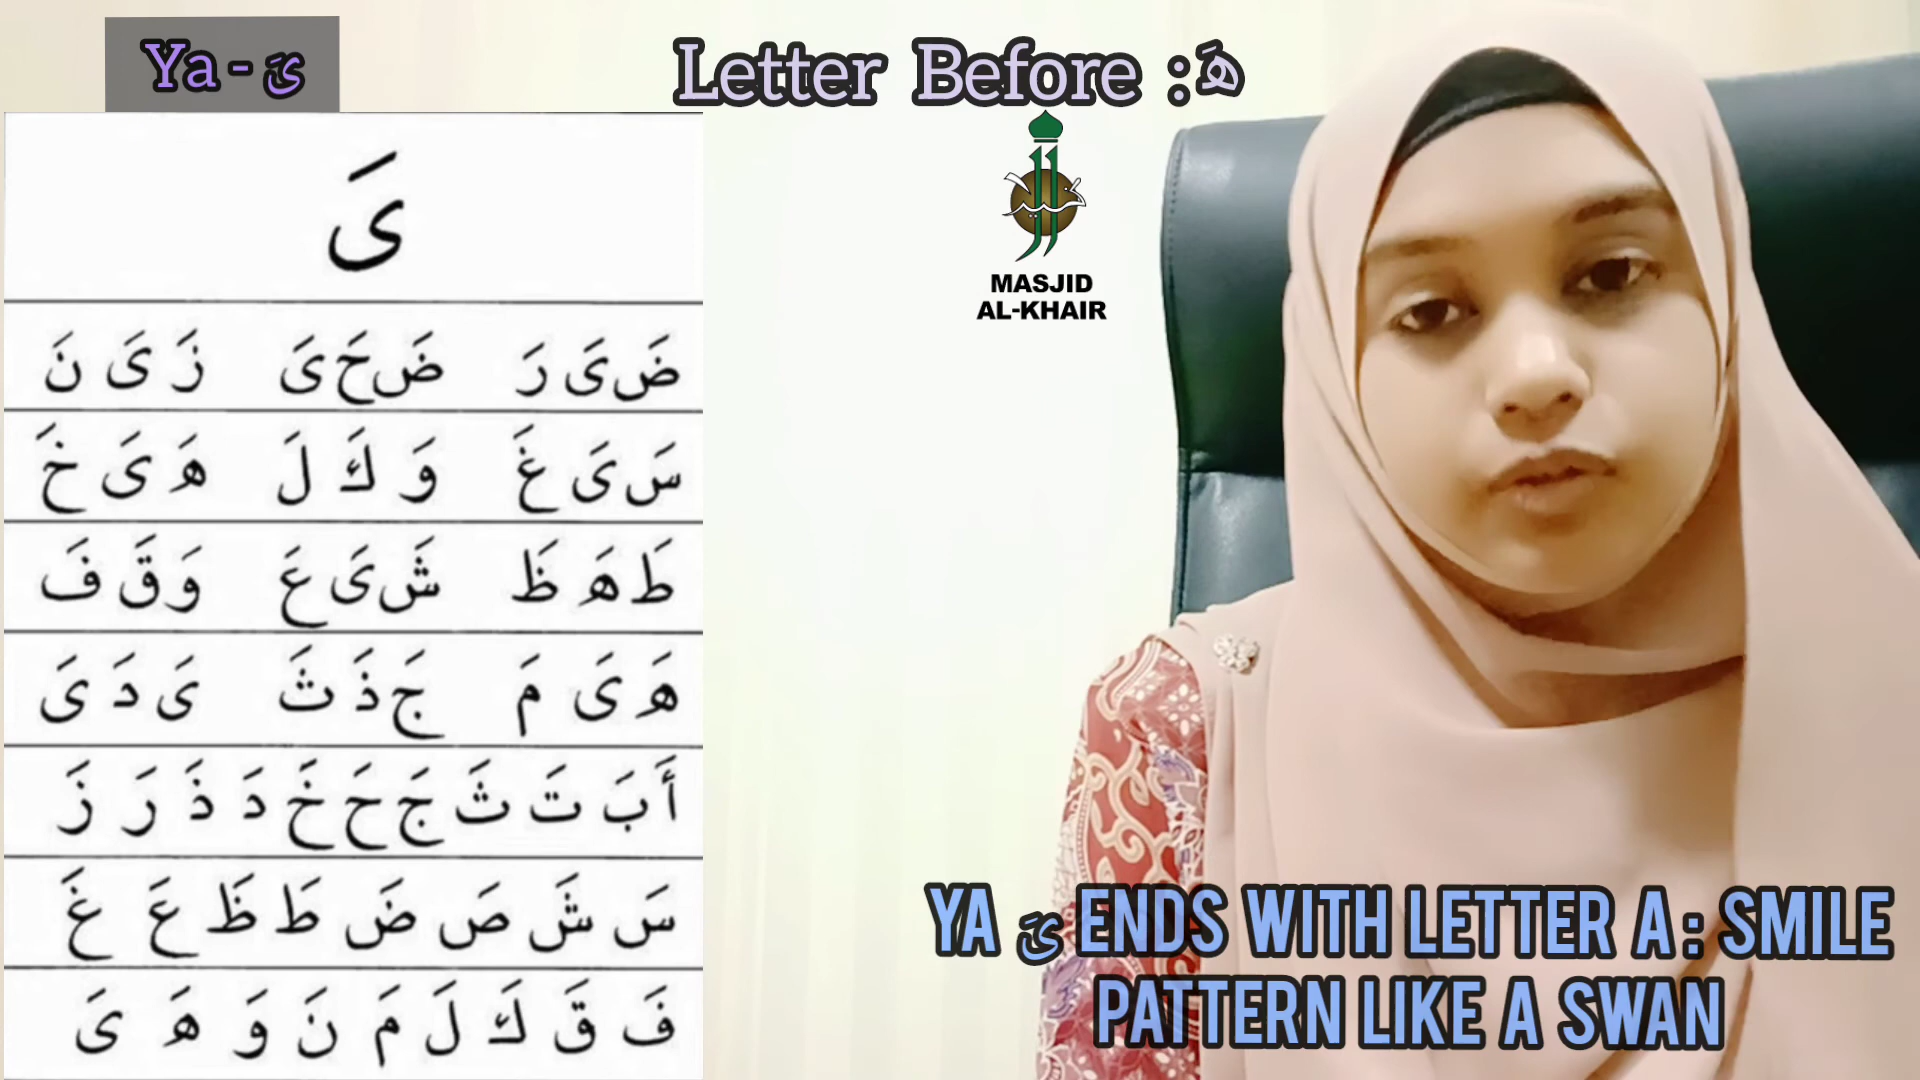 Ya - ىَ
Letter Before : هَ
MASJID
AL-KHAIR
ىَ
ضَ ىَ رَ ضَ حَ ىَ زَ ىَ نَ
سَ ىَ غَ وَ كَ لَ هَ ىَ خَ
طَ هَ ظَ شَ ىَ عَ وَ قَ فَ
هَ ىَ مَ جَ ذَ ثَ ىَ دَ ىَ
أَ بَ تَ ثَ جَ حَ خَ دَ ذَ رَ زَ
سَ شَ صَ ضَ طَ ظَ عَ غَ
فَ قَ كَ لَ مَ نَ وَ هَ ىَ
YA ىَ ENDS WITH LETTER A : SMILE
PATTERN LIKE A SWAN